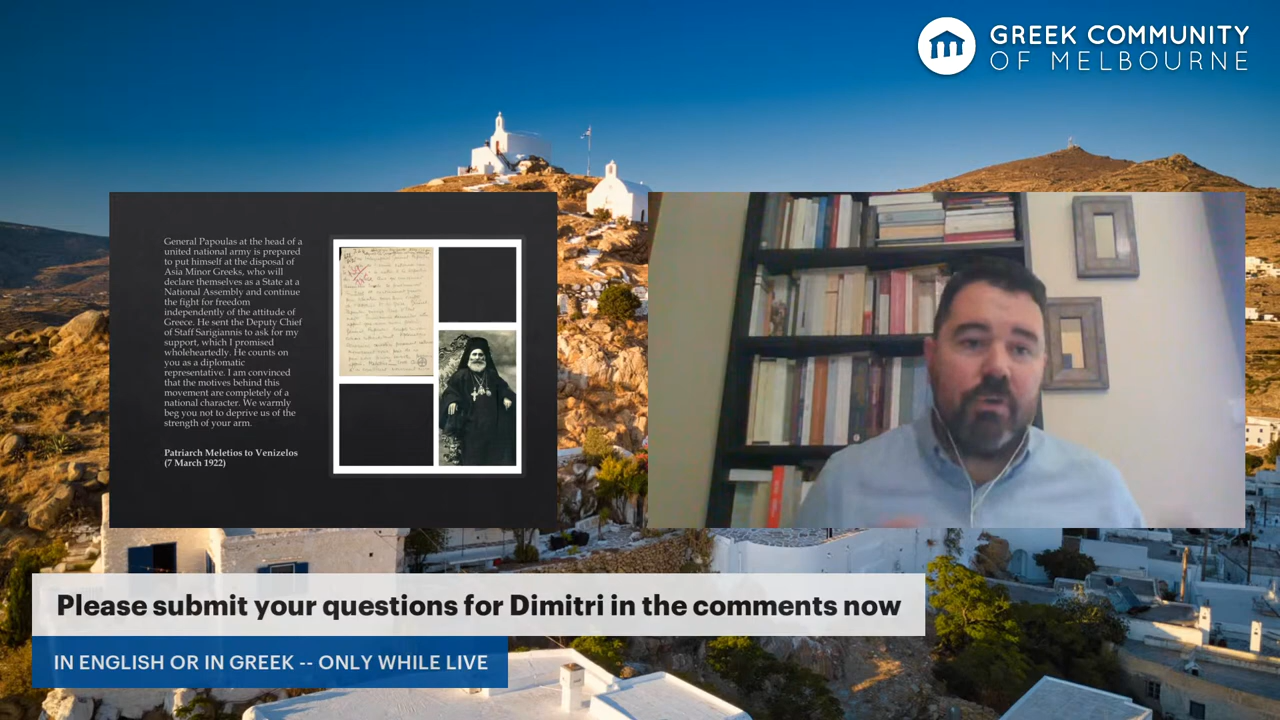 GREEK COMMUNITY
OF MELBOURNE
General Papoulas at the head of a
united national army is prepared
to put himself at the disposal of
Asia Minor Greeks, who will
declare themselves as a State at a
National Assembly and continue
the fight for freedom
independently of the attitude of
Greece. He sent the Deputy Chief
of Staff Sarigiannis to ask for my
support, which I promised
wholeheartedly. He counts on
you as a diplomatic
representative. I am convinced
that the motives behind this
movement are completely of a
national character. We warmly
beg you not to deprive us of the
strength of your arm.
Patriarch Meletios to Venizelos
(7 March 1922)
Please submit your questions for Dimitri in the comments now
IN ENGLISH OR IN GREEK -- ONLY WHILE LIVE